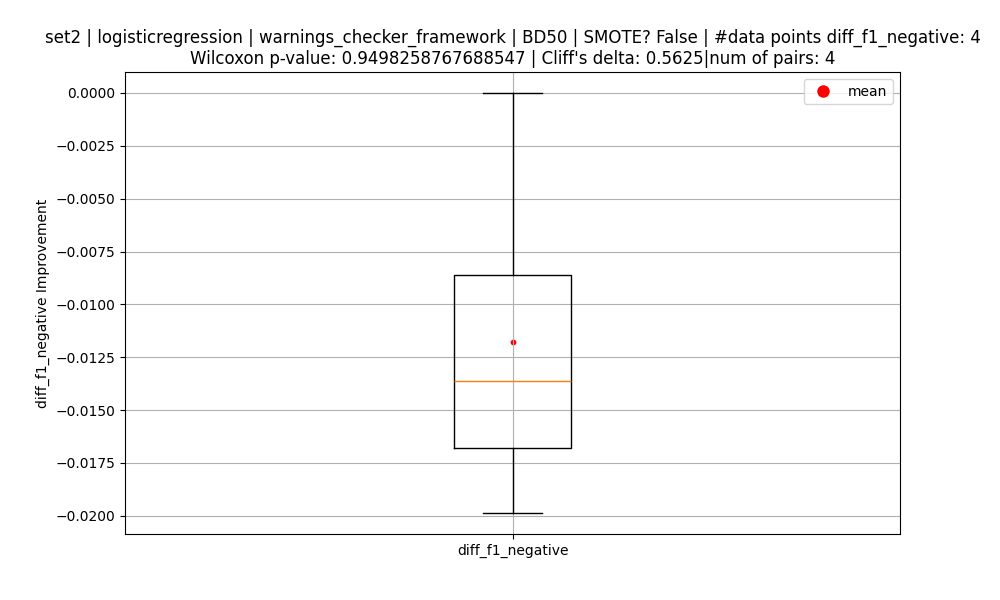 set2 | logisticregression | warnings_checker_framework | BD50 | SMOTE? False | #data points diff_f1_negative: 4
Wilcoxon p-value: 0.9498258767688547 | Cliff's delta: 0.5625|num of pairs: 4
mean
0.0000
−0.0025
−0.0050
−0.0075
−0.0100
−0.0125
−0.0150
−0.0175
−0.0200
diff_f1_negative Improvement
diff_f1_negative